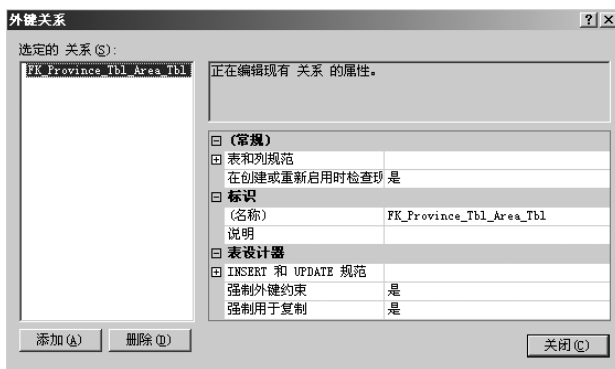 外键关系
选定的 关系(S):
FK_Province_Tbl_Area_Tbl
正在编辑现有 关系 的属性。
(常规)
表和列规范
在创建或重新启用时检查现 是
标识
(名称) FK_Province_Tbl_Area_Tbl
说明
表设计器
INSERT 和 UPDATE 规范
强制外键约束 是
强制用于复制 是
添加(A) 删除(D)
关闭(C)